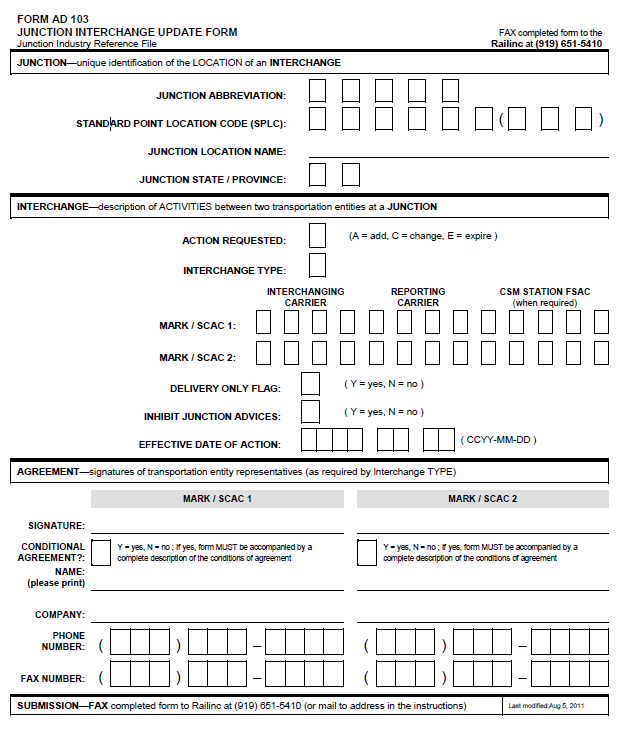 FORM AD 103
JUNCTION INTERCHANGE UPDATE FORM
Junction Industry Reference File
FAX completed form to the
Railinc at (919) 651-5410
JUNCTION—unique identification of the LOCATION of an INTERCHANGE
JUNCTION ABBREVIATION:
STANDARD POINT LOCATION CODE (SPLC): ( )
JUNCTION LOCATION NAME:
JUNCTION STATE / PROVINCE:
INTERCHANGE—description of ACTIVITIES between two transportation entities at a JUNCTION
ACTION REQUESTED: (A = add, C = change, E = expire )
INTERCHANGE TYPE:
INTERCHANGING REPORTING CSM STATION FSAC
CARRIER CARRIER (when required)
MARK / SCAC 1:
MARK / SCAC 2:
DELIVERY ONLY FLAG: ( Y = yes, N = no )
INHIBIT JUNCTION ADVICES: ( Y = yes, N = no )
EFFECTIVE DATE OF ACTION: ( CCYY-MM-DD )
AGREEMENT—signatures of transportation entity representatives (as required by Interchange TYPE)
MARK / SCAC 1 MARK / SCAC 2
SIGNATURE:
CONDITIONAL Y = yes, N = no ; If yes, form MUST be accompanied by a Y = yes, N = no ; If yes, form MUST be accompanied by a
AGREEMENT?: complete description of the conditions of agreement complete description of the conditions of agreement
NAME:
(please print)
COMPANY:
PHONE
NUMBER: ( ) – ( ) –
FAX NUMBER: ( ) – ( ) –
SUBMISSION—FAX completed form to Railinc at (919) 651-5410 (or mail to address in the instructions) Last modified:Aug 5, 2011